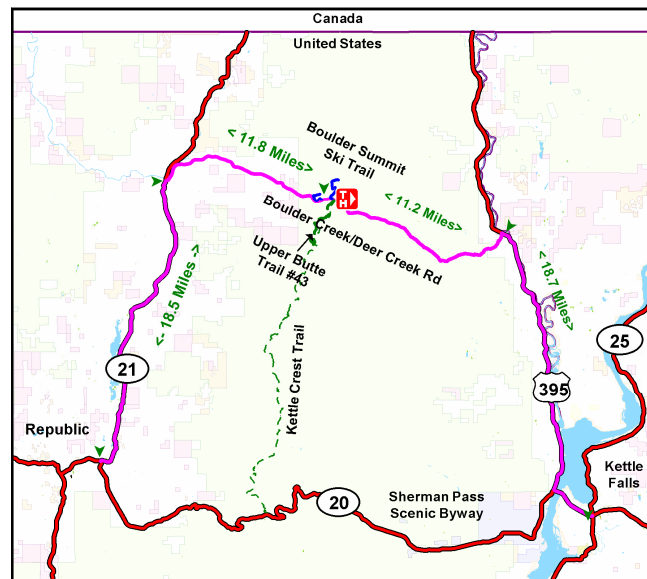 Canada
United States
Boulder Summit
Ski Trail
< 11.8 Miles>
T
H
< 11.2 Miles>
Boulder Creek/Deer Creek Rd
Upper Butte
Trail #43
<- 18.5 Miles ->
< 18.7 Miles>
Kettle Crest Trail
21
25
395
Republic
Kettle
Falls
20
Sherman Pass
Scenic Byway